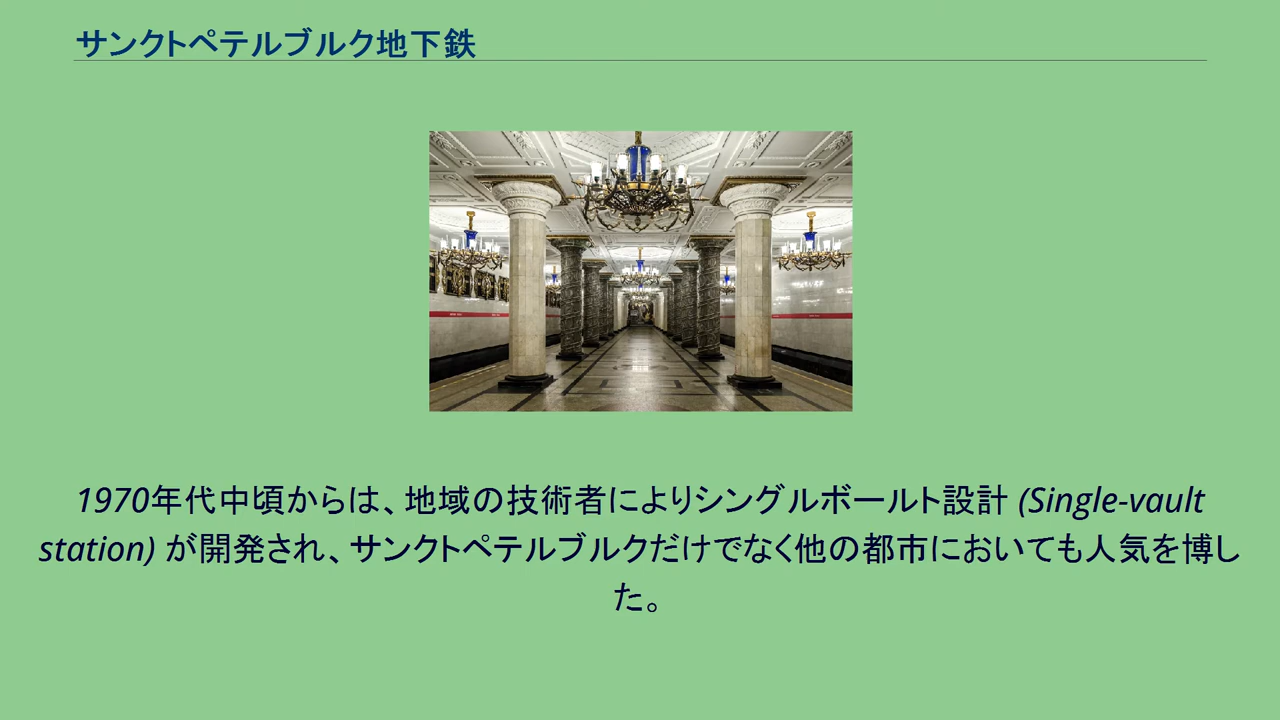 サンクトペテルブルク地下鉄
1970年代中頃からは、地域の技術者によりシングルボールト設計 (Single-vault
station) が開発され、サンクトペテルブルクだけでなく他の都市においても人気を博し
た。